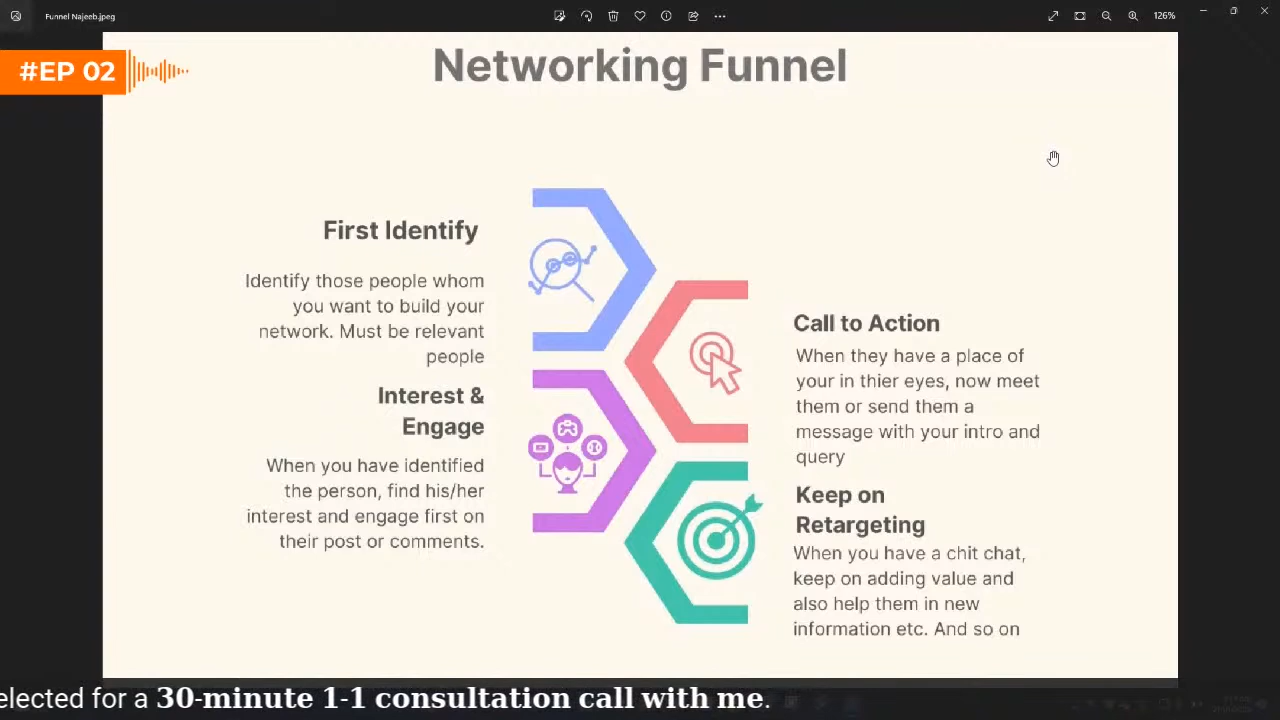 Funnel Najeeb.jpeg
126%
#EP 02
Networking Funnel
First Identify
Identify those people whom
you want to build your
network. Must be relevant
people
Interest &
Engage
When you have identified
the person, find his/her
interest and engage first on
their post or comments.
Call to Action
When they have a place of
your in thier eyes, now meet
them or send them a
message with your intro and
query
Keep on
Retargeting
When you have a chit chat,
keep on adding value and
also help them in new
information etc. And so on
elected for a 30-minute 1-1 consultation call with me.